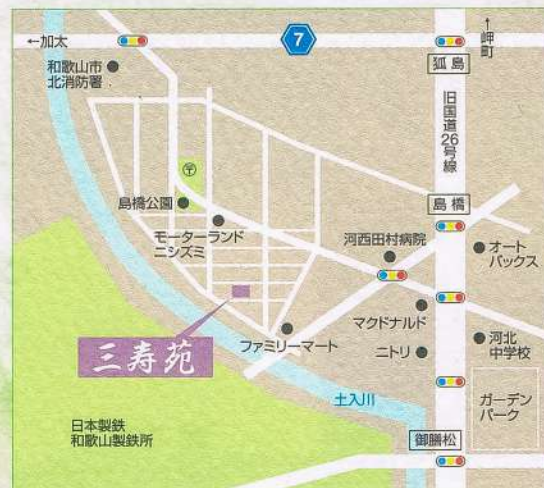 ←加太
7
↑岬町
和歌山市
北消防署
狐島
旧国道26号線
〒
島橋
島橋公園
モーターランド
ニシズミ
河西田村病院
オート
バックス
マクドナルド
三寿苑
ファミリーマート
ニトリ
河北
中学校
土入川
ガーデン
パーク
日本製鉄
和歌山製鉄所
御膳松